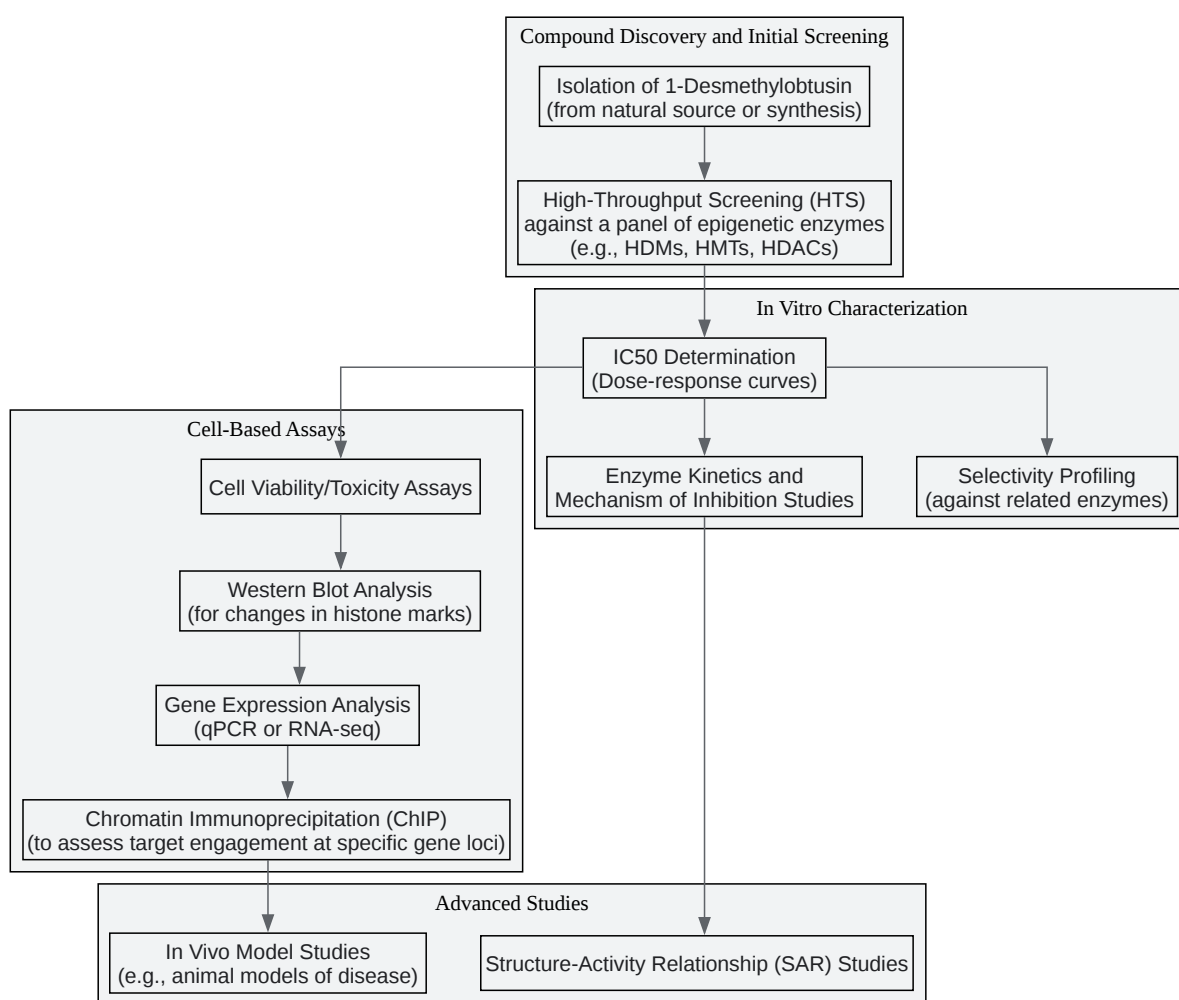 Compound Discovery and Initial Screening
Isolation of 1-Desmethylobtusin
(from natural source or synthesis)
High-Throughput Screening (HTS)
against a panel of epigenetic enzymes
(e.g., HDMs, HMTs, HDACs)
In Vitro Characterization
IC50 Determination
(Dose-response curves)
Enzyme Kinetics and
Mechanism of Inhibition Studies
Selectivity Profiling
(against related enzymes)
Cell-Based Assays
Cell Viability/Toxicity Assays
Western Blot Analysis
(for changes in histone marks)
Gene Expression Analysis
(qPCR or RNA-seq)
Chromatin Immunoprecipitation (ChIP)
(to assess target engagement at specific gene loci)
Advanced Studies
In Vivo Model Studies
(e.g., animal models of disease)
Structure-Activity Relationship (SAR) Studies